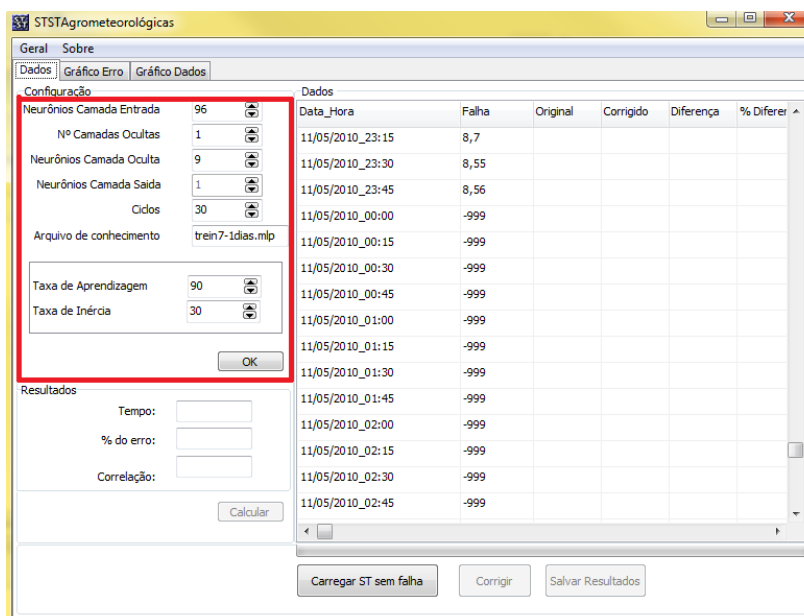 STSTAgrometeorológicas
Geral Sobre
Dados Gráfico Erro Gráfico Dados
Configuração
Neurônios Camada Entrada 96
Nº Camadas Ocultas 1
Neurônios Camada Oculta 9
Neurônios Camada Saida 1
Ciclos 30
Arquivo de conhecimento trein7-1dias.mlp
Taxa de Aprendizagem 90
Taxa de Inércia 30
OK
Resultados
Tempo:
% do erro:
Correlação:
Calcular
Dados
Data_Hora Falha Original Corrigido Diferença % Difere
11/05/2010_23:15 8,7
11/05/2010_23:30 8,55
11/05/2010_23:45 8,56
11/05/2010_00:00 -999
11/05/2010_00:15 -999
11/05/2010_00:30 -999
11/05/2010_00:45 -999
11/05/2010_01:00 -999
11/05/2010_01:15 -999
11/05/2010_01:30 -999
11/05/2010_01:45 -999
11/05/2010_02:00 -999
11/05/2010_02:15 -999
11/05/2010_02:30 -999
11/05/2010_02:45 -999
Carregar ST sem falha Corrigir Salvar Resultados